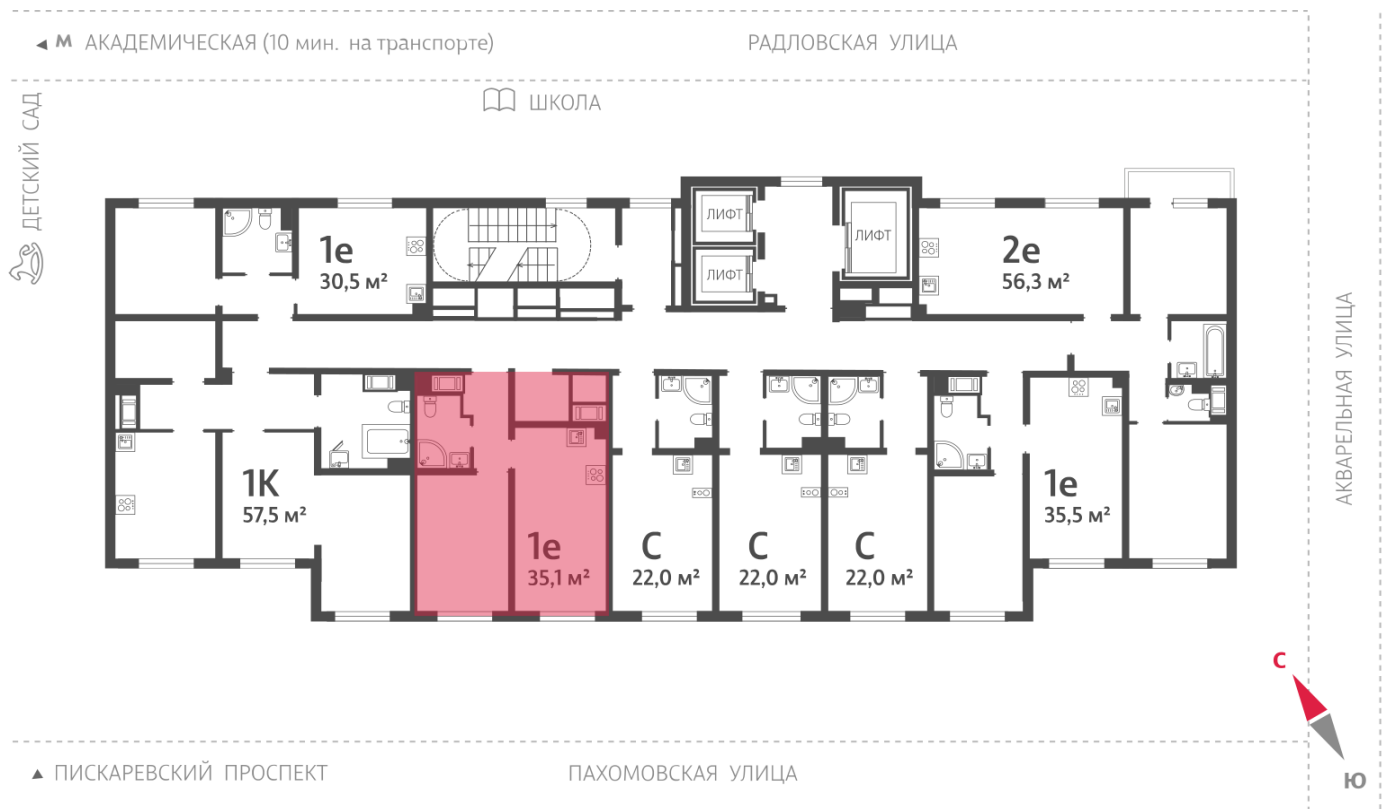 М АКАДЕМИЧЕСКАЯ (10 мин. на транспорте)
РАДЛОВСКАЯ УЛИЦА
ДЕТСКИЙ САД
ШКОЛА
1е
30,5 м²
ЛИФТ
ЛИФТ
ЛИФТ
2е
56,3 м²
АКВАРЕЛЬНАЯ УЛИЦА
1К
57,5 м²
1е
35,1 м²
С
22,0 м²
С
22,0 м²
С
22,0 м²
1е
35,5 м²
С
Ю
ПИСКАРЕВСКИЙ ПРОСПЕКТ
ПАХОМОВСКАЯ УЛИЦА